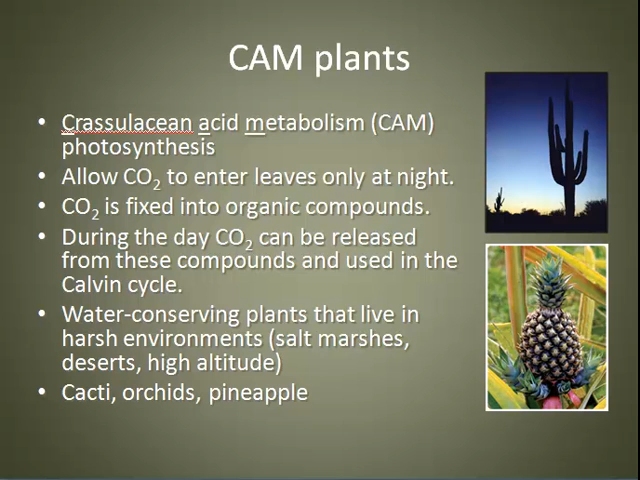 CAM plants
• Crassulacean acid metabolism (CAM)
photosynthesis
• Allow CO₂ to enter leaves only at night.
• CO₂ is fixed into organic compounds.
• During the day CO₂ can be released
from these compounds and used in the
Calvin cycle.
• Water-conserving plants that live in
harsh environments (salt marshes,
deserts, high altitude)
• Cacti, orchids, pineapple